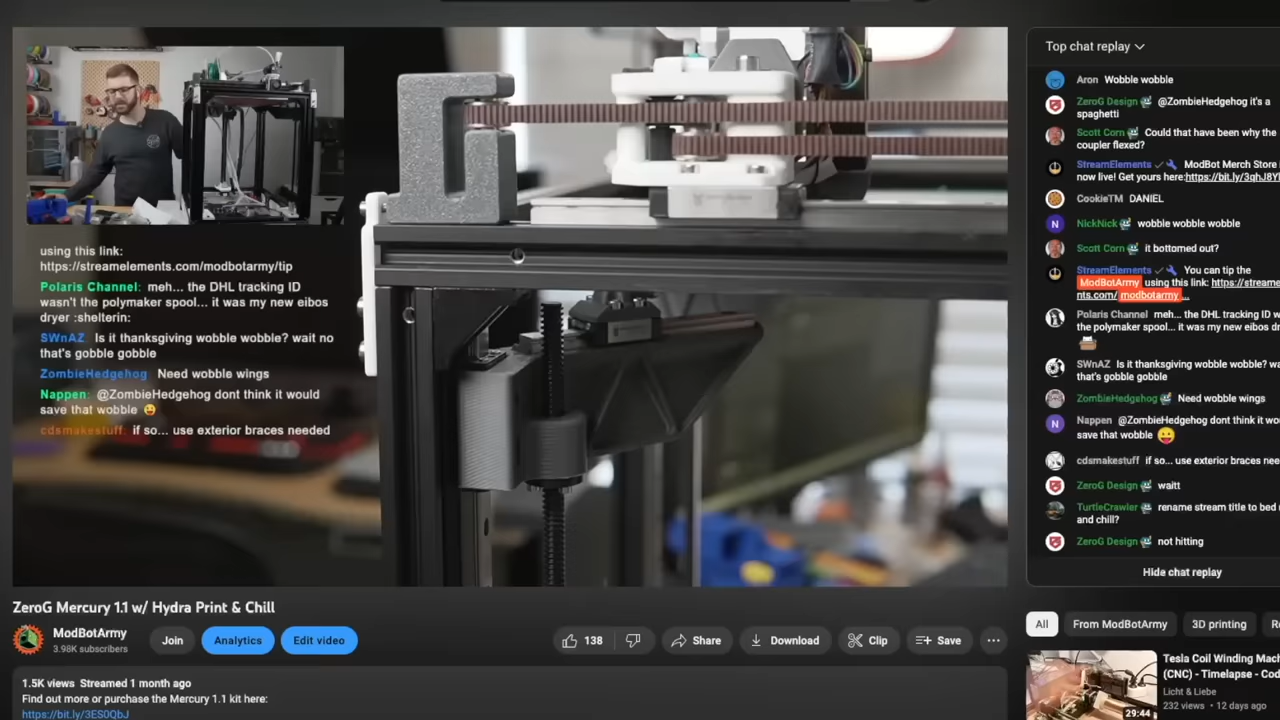 using this link:
https://streamelements.com/modbotarmy/tip
Polaris Channel: meh... the DHL tracking ID
wasn't the polymaker spool... it was my new eibos
dryer :shelterin:
SWnAZ Is it thanksgiving wobble wobble? wait no
that's gobble gobble
ZombieHedgehog Need wobble wings
Nappen: @ZombieHedgehog dont think it would
save that wobble 😜
cdsmakestuff: if so... use exterior braces needed
ZeroG Mercury 1.1 w/ Hydra Print & Chill
ModBotArmy
3.98K subscribers
Join
Analytics
Edit video
138
Share
Download
Clip
Save
1.5K views Streamed 1 month ago
Find out more or purchase the Mercury 1.1 kit here:
https://bit.ly/3ES0QbJ
Top chat replay
Aron Wobble wobble
ZeroG Design @ZombieHedgehog it's a
spaghetti
Scott Corn Could that have been why the
coupler flexed?
StreamElements ModBot Merch Store
now live! Get yours here:https://bit.ly/3qhJ8Y
CookieTM DANIEL
NickNick wobble wobble wobble
Scott Corn it bottomed out?
StreamElements You can tip the
ModBotArmy using this link: https://streame
nts.com/ modbotarmy ...
Polaris Channel meh... the DHL tracking ID w
the polymaker spool... it was my new eibos d
SWnAZ Is it thanksgiving wobble wobble? wa
that's gobble gobble
ZombieHedgehog Need wobble wings
Nappen @ZombieHedgehog dont think it wou
save that wobble 😛
cdsmakestuff if so... use exterior braces nee
ZeroG Design waitt
TurtleCrawler rename stream title to bed
and chill?
ZeroG Design not hitting
Hide chat replay
All
From ModBotArmy
3D printing
Re
Tesla Coil Winding Mach
(CNC) - Timelapse - Cod
Licht & Liebe
232 views • 12 days ago
29:44